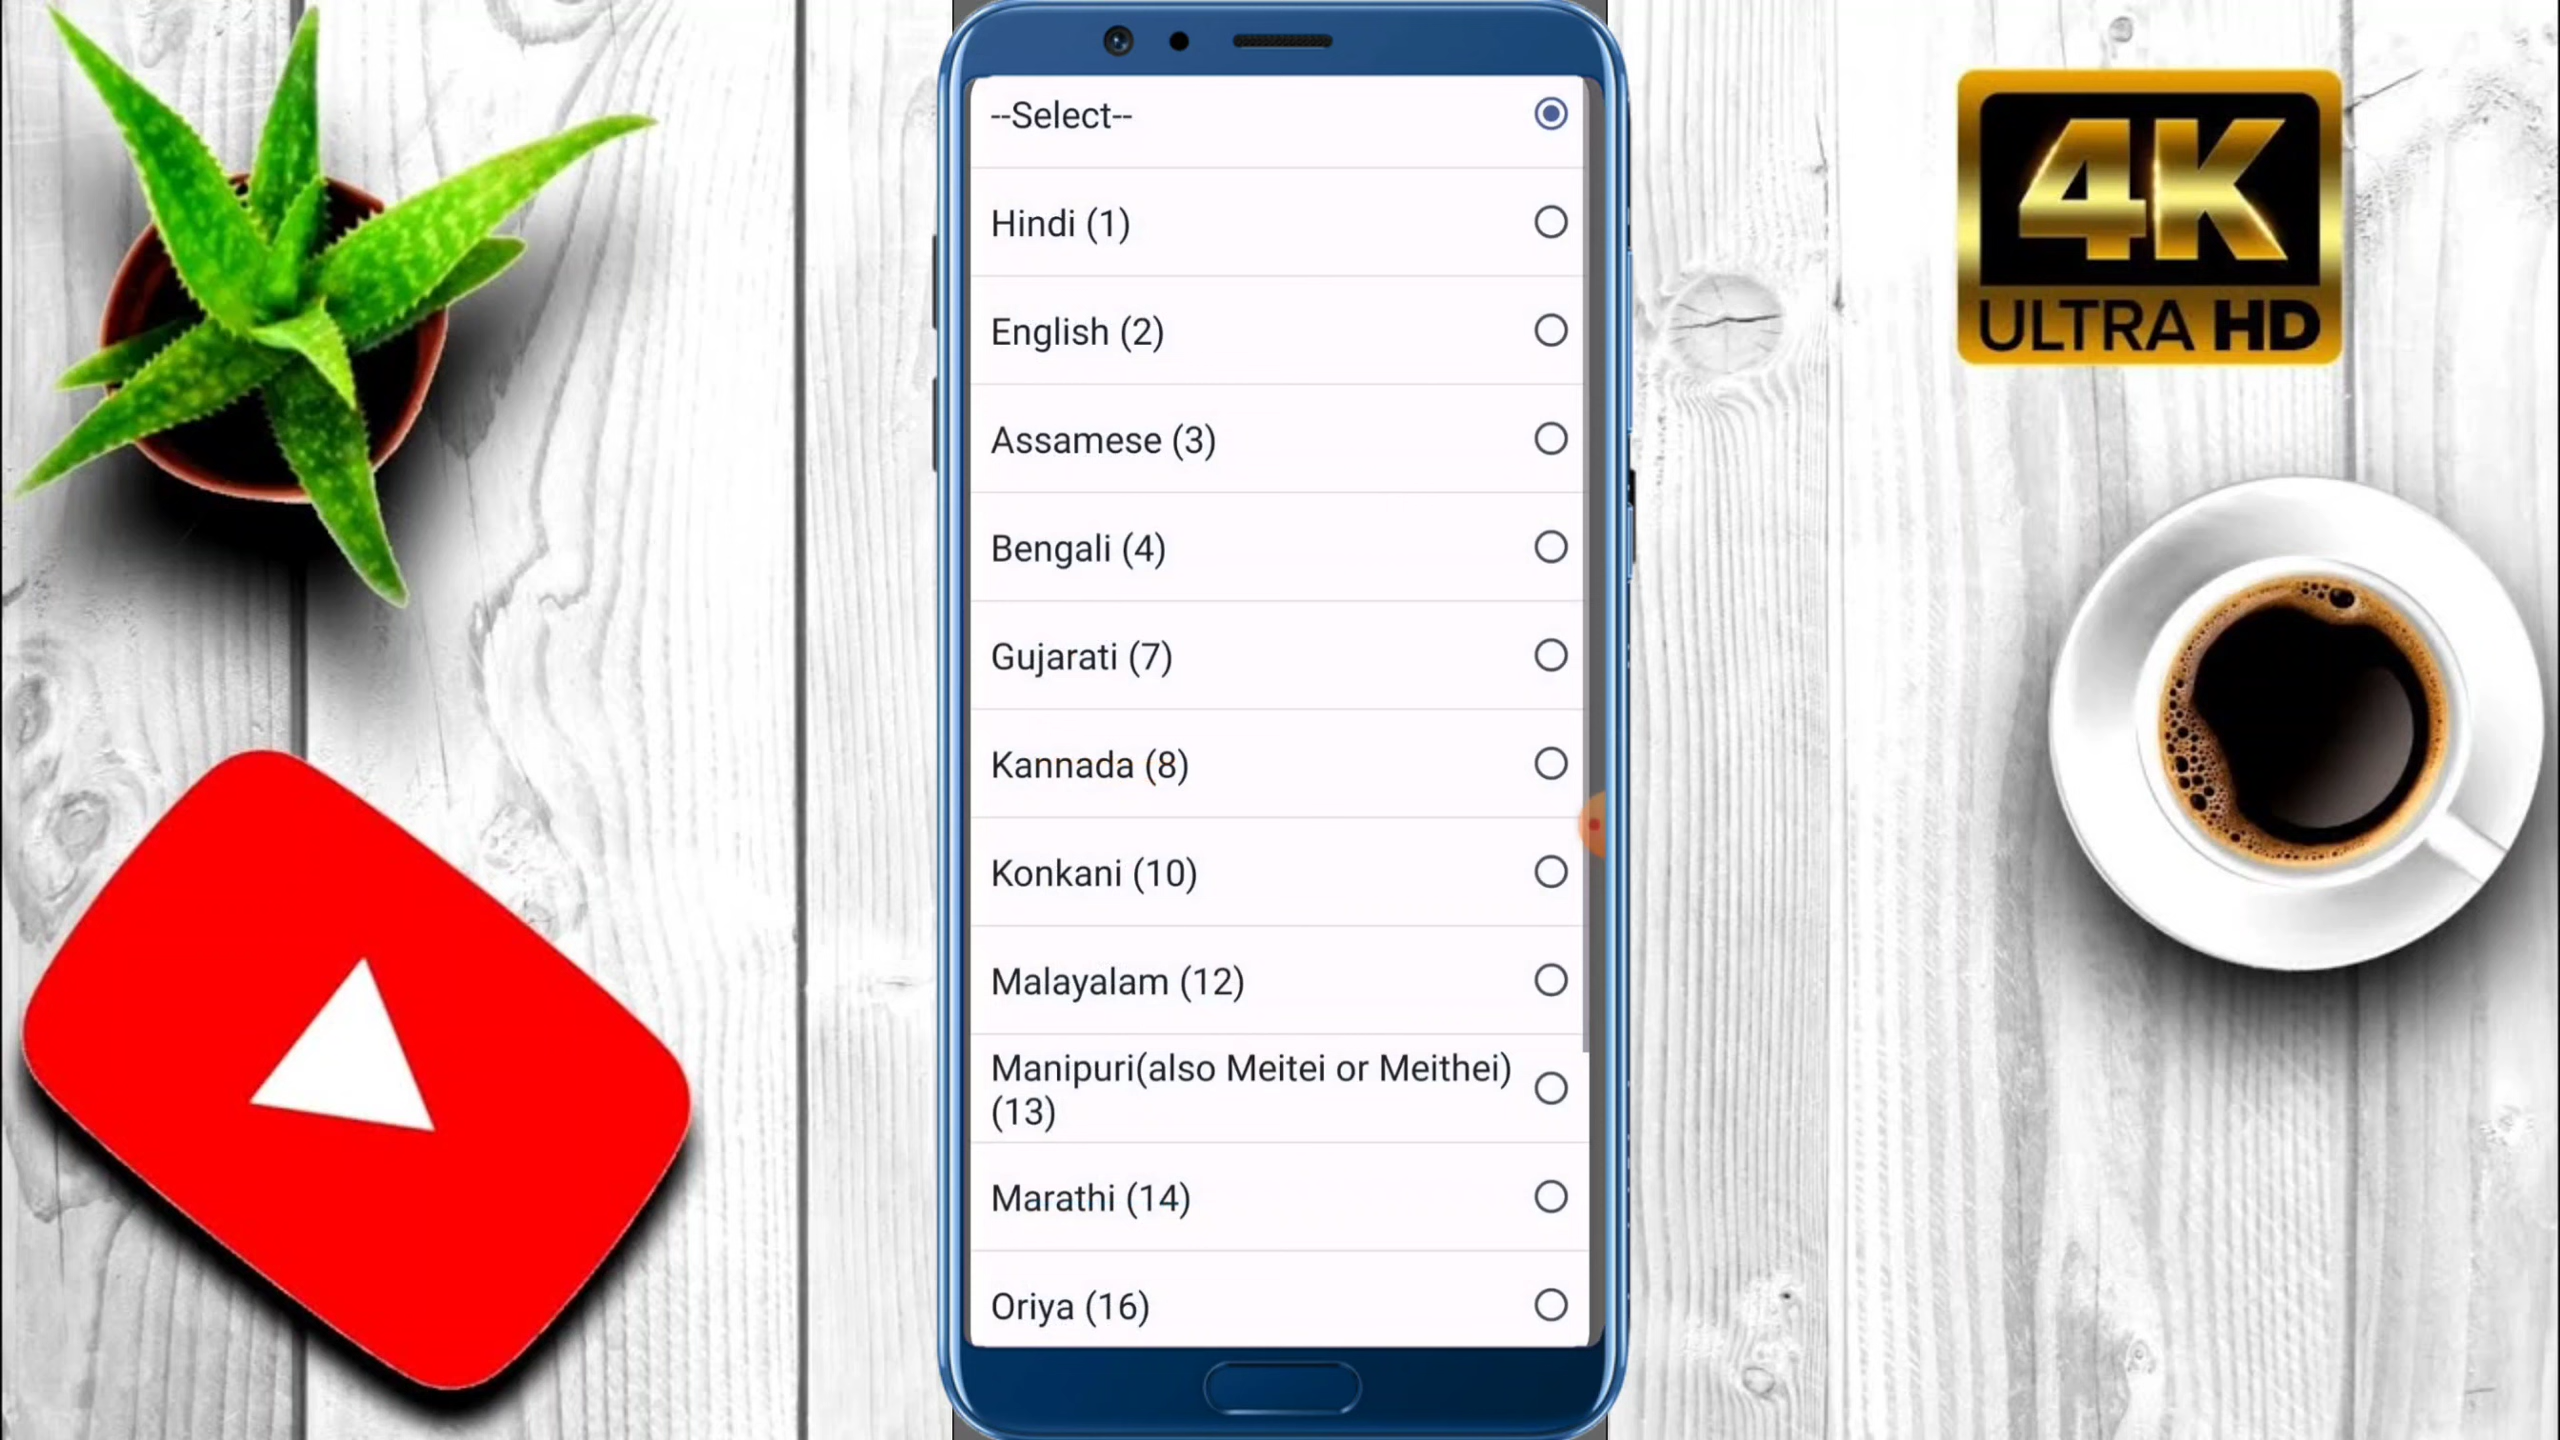 --Select--
Hindi (1)
English (2)
Assamese (3)
Bengali (4)
Gujarati (7)
Kannada (8)
Konkani (10)
Malayalam (12)
Manipuri(also Meitei or Meithei)
(13)
Marathi (14)
Oriya (16)
4K
ULTRA HD